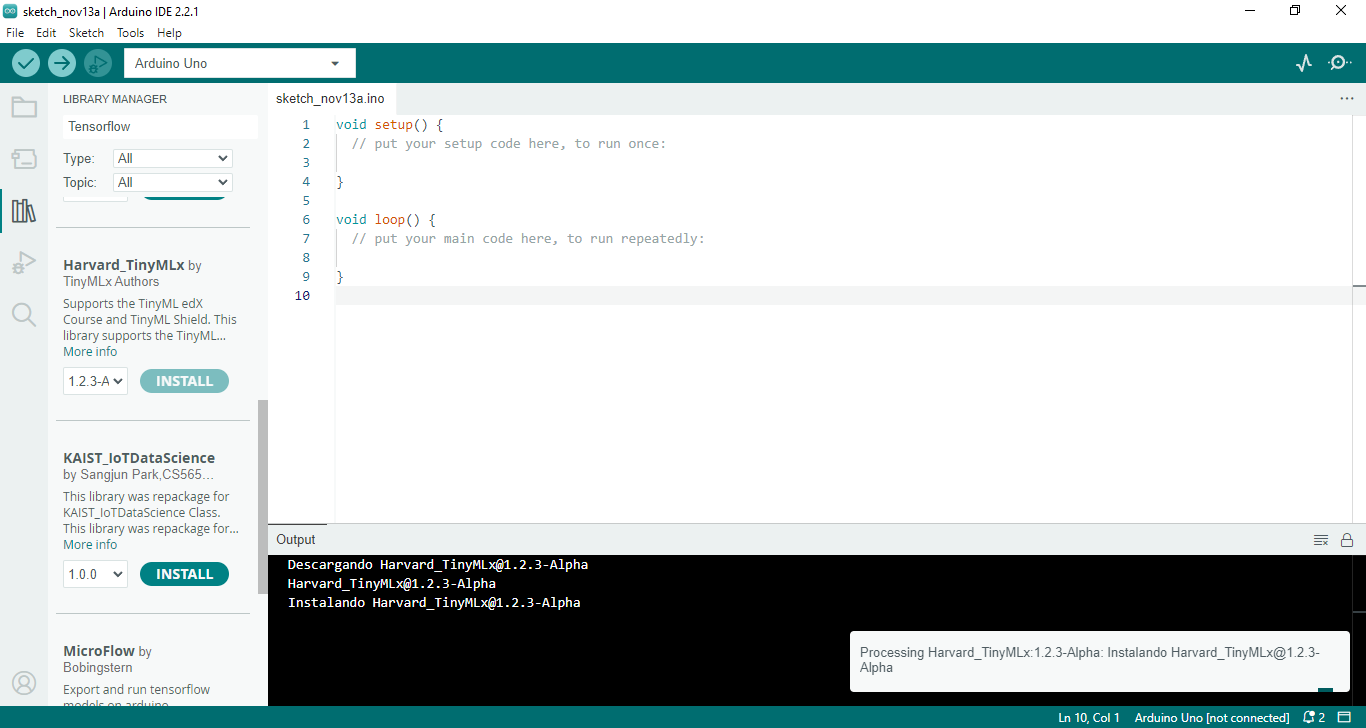 sketch_nov13a | Arduino IDE 2.2.1
File Edit Sketch Tools Help
Arduino Uno
LIBRARY MANAGER
Tensorflow
Type: All
Topic: All
Harvard_TinyMLx by
TinyMLx Authors
Supports the TinyML edX
Course and TinyML Shield. This
library supports the TinyML...
More info
1.2.3-A INSTALL
KAIST_IoTDataScience
by Sangjun Park,CS565...
This library was repackage for
KAIST_IoTDataScience Class.
This library was repackage for...
More info
1.0.0 INSTALL
MicroFlow by
Bobingstern
Export and run tensorflow
models on arduino
sketch_nov13a.ino
1 void setup() {
2 // put your setup code here, to run once:
3
4 }
5
6 void loop() {
7 // put your main code here, to run repeatedly:
8
9 }
10
Output
Descargando Harvard_TinyMLx@1.2.3-Alpha
Harvard_TinyMLx@1.2.3-Alpha
Instalando Harvard_TinyMLx@1.2.3-Alpha
Processing Harvard_TinyMLx:1.2.3-Alpha: Instalando Harvard_TinyMLx@1.2.3-
Alpha
Ln 10, Col 1 Arduino Uno [not connected] 2